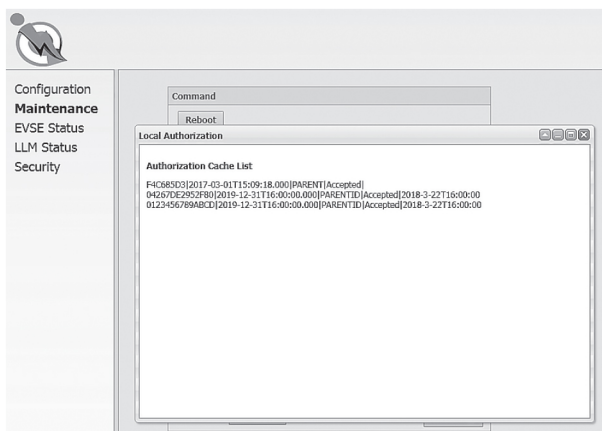 Configuration
Maintenance
EVSE Status
LLM Status
Security
Command
Reboot
Local Authorization
Authorization Cache List
F4C685D3|2017-03-01T15:09:18.000|PARENT|Accepted|
04267DE2952F80|2019-12-31T16:00:00.000|PARENTID|Accepted|2018-3-22T16:00:00
0123456789ABCD|2019-12-31T16:00:00.000|PARENTID|Accepted|2018-3-22T16:00:00